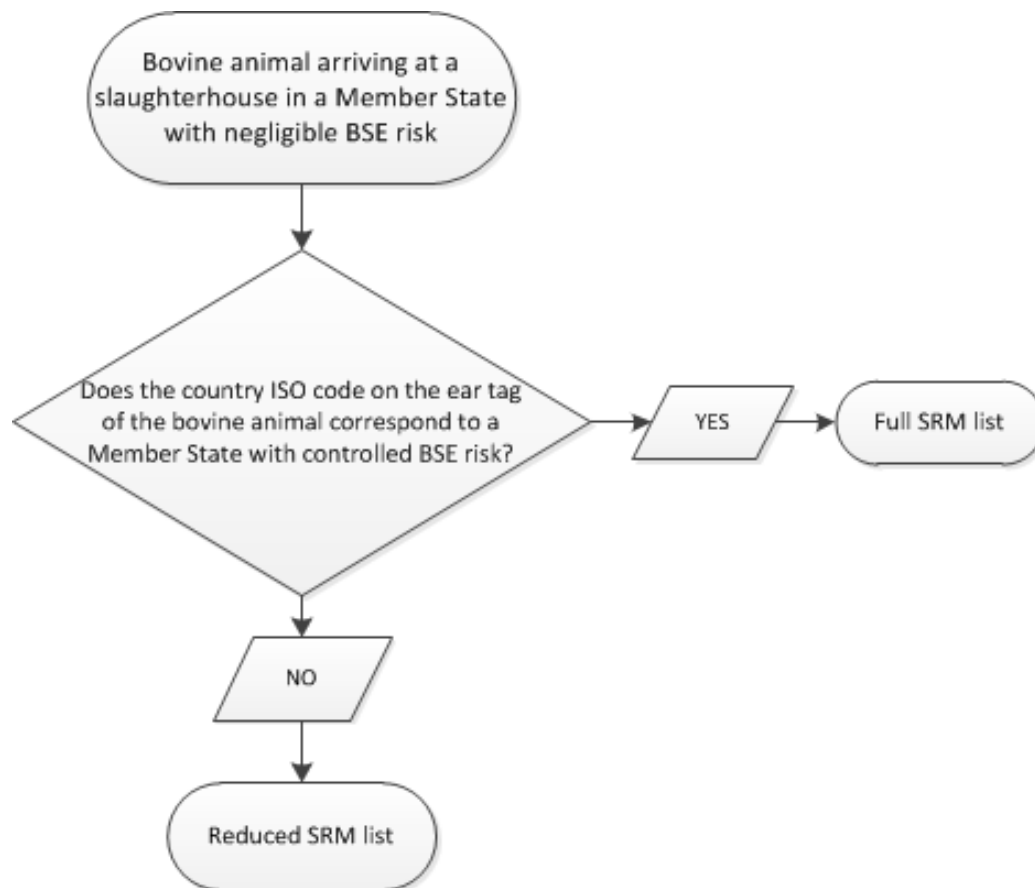 Bovine animal arriving at a
slaughterhouse in a Member State
with negligible BSE risk
Does the country ISO code on the ear tag
of the bovine animal correspond to a
Member State with controlled BSE risk?
YES
Full SRM list
NO
Reduced SRM list